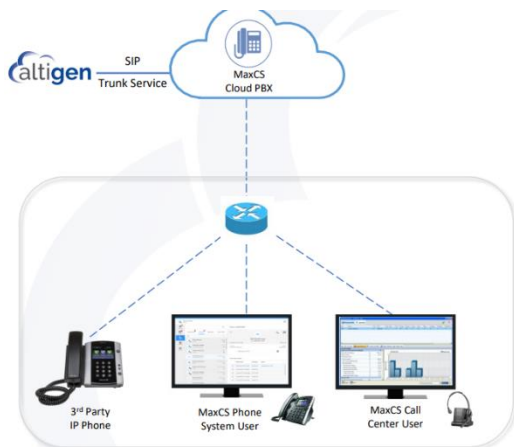 altigen
SIP
Trunk Service
MaxCS
Cloud PBX
3rd Party
IP Phone
MaxCS Phone
System User
MaxCS Call
Center User